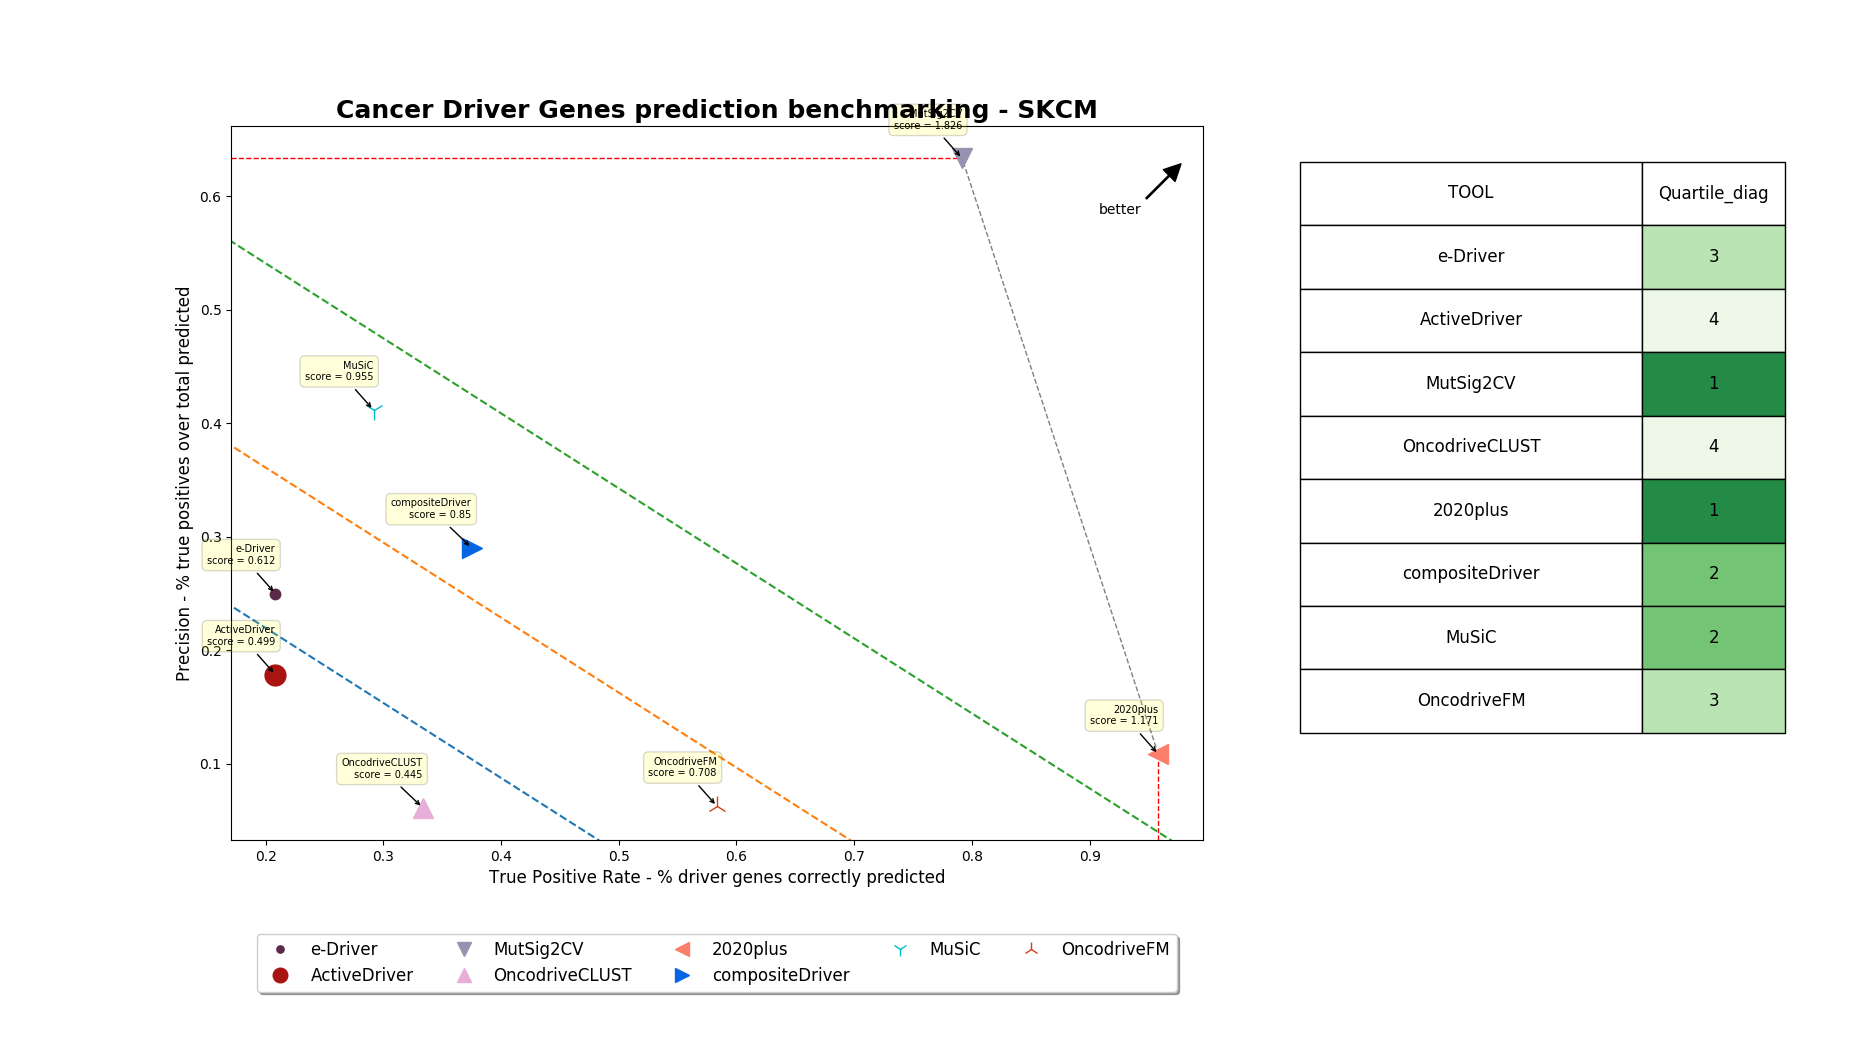 Cancer Driver Genes prediction benchmarking - SKCM
MutSig2CV
score = 1.826
better
MuSiC
score = 0.955
compositeDriver
score = 0.85
e-Driver
score = 0.612
ActiveDriver
score = 0.499
OncodriveCLUST
score = 0.445
OncodriveFM
score = 0.708
2020plus
score = 1.171
0.6
0.5
0.4
0.3
0.2
0.1
Precision - % true positives over total predicted
0.2 0.3 0.4 0.5 0.6 0.7 0.8 0.9
True Positive Rate - % driver genes correctly predicted
e-Driver MutSig2CV 2020plus MuSiC OncodriveFM
ActiveDriver OncodriveCLUST compositeDriver
TOOL Quartile_diag
e-Driver 3
ActiveDriver 4
MutSig2CV 1
OncodriveCLUST 4
2020plus 1
compositeDriver 2
MuSiC 2
OncodriveFM 3